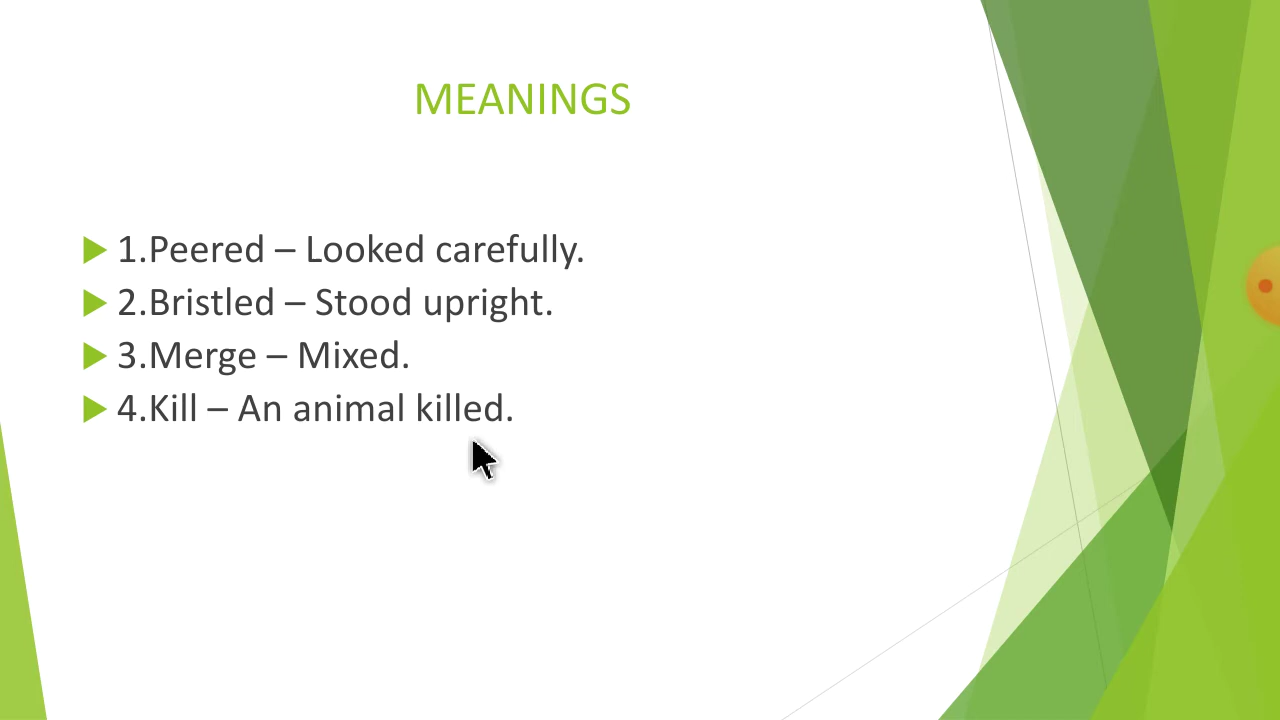 MEANINGS
1.Peered – Looked carefully.
2.Bristled – Stood upright.
3.Merge – Mixed.
4.Kill – An animal killed.